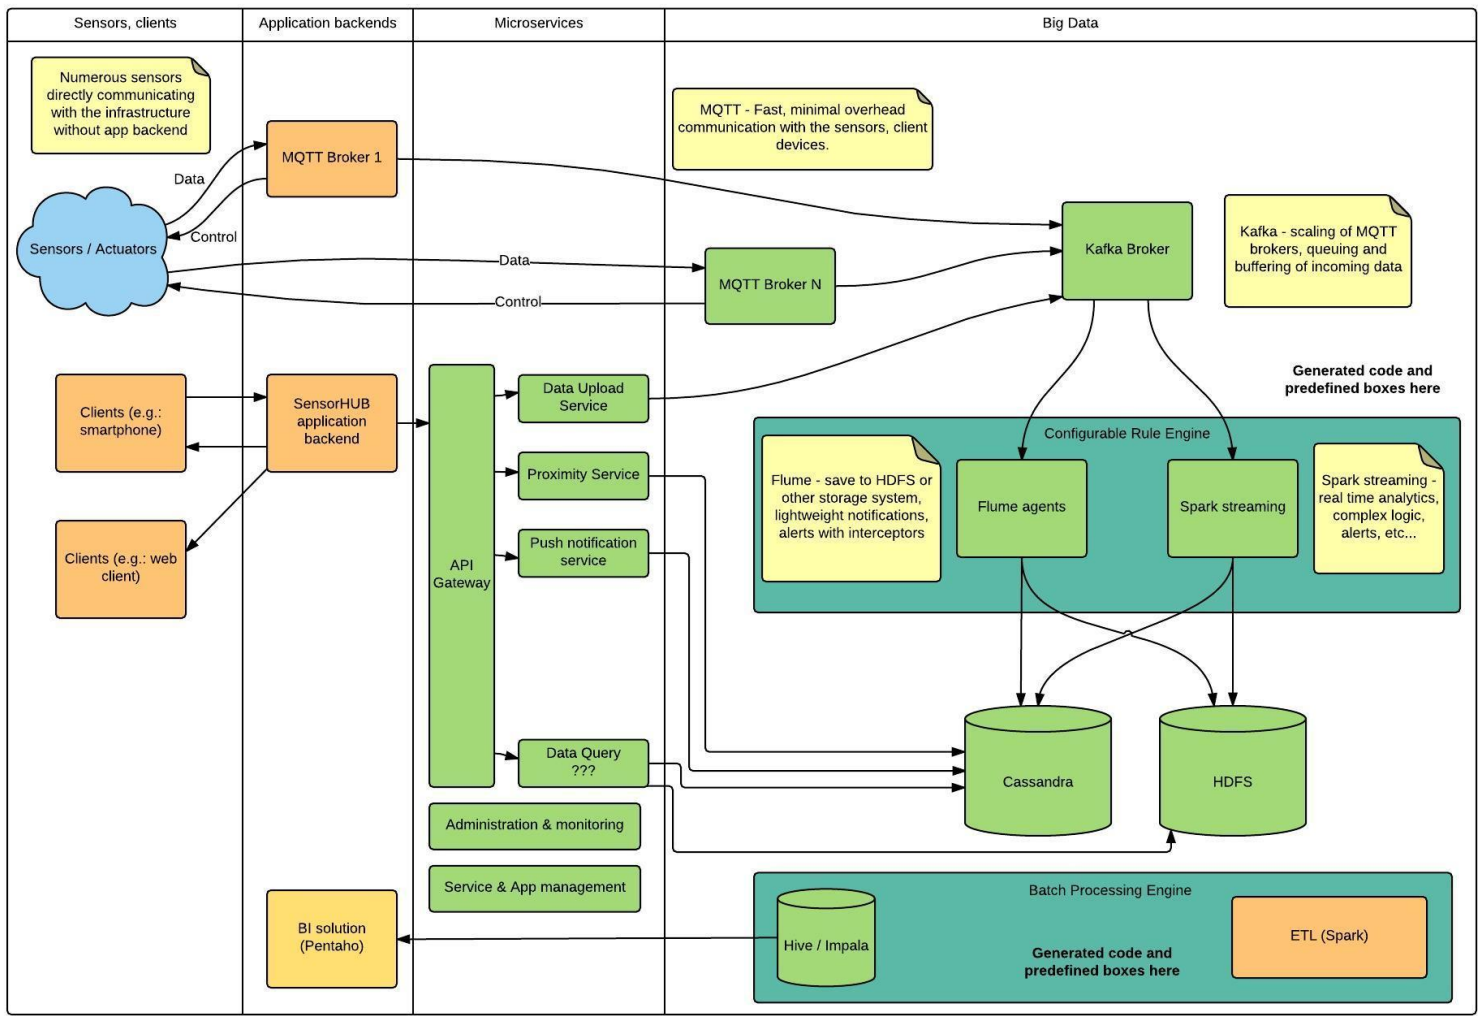 Sensors, clients
Application backends
Microservices
Big Data
Numerous sensors
directly communicating
with the infrastructure
without app backend
MQTT - Fast, minimal overhead
communication with the sensors, client
devices.
MQTT Broker 1
Data
Control
Sensors / Actuators
Data
Control
MQTT Broker N
Kafka Broker
Kafka - scaling of MQTT
brokers, queuing and
buffering of incoming data
Generated code and
predefined boxes here
Clients (e.g.:
smartphone)
SensorHUB
application
backend
Clients (e.g.: web
client)
API
Gateway
Data Upload
Service
Proximity Service
Push notification
service
Data Query
???
Administration & monitoring
Service & App management
Configurable Rule Engine
Flume - save to HDFS or
other storage system,
lightweight notifications,
alerts with interceptors
Flume agents
Spark streaming
Spark streaming -
real time analytics,
complex logic,
alerts, etc...
Cassandra
HDFS
BI solution
(Pentaho)
Batch Processing Engine
Hive / Impala
Generated code and
predefined boxes here
ETL (Spark)